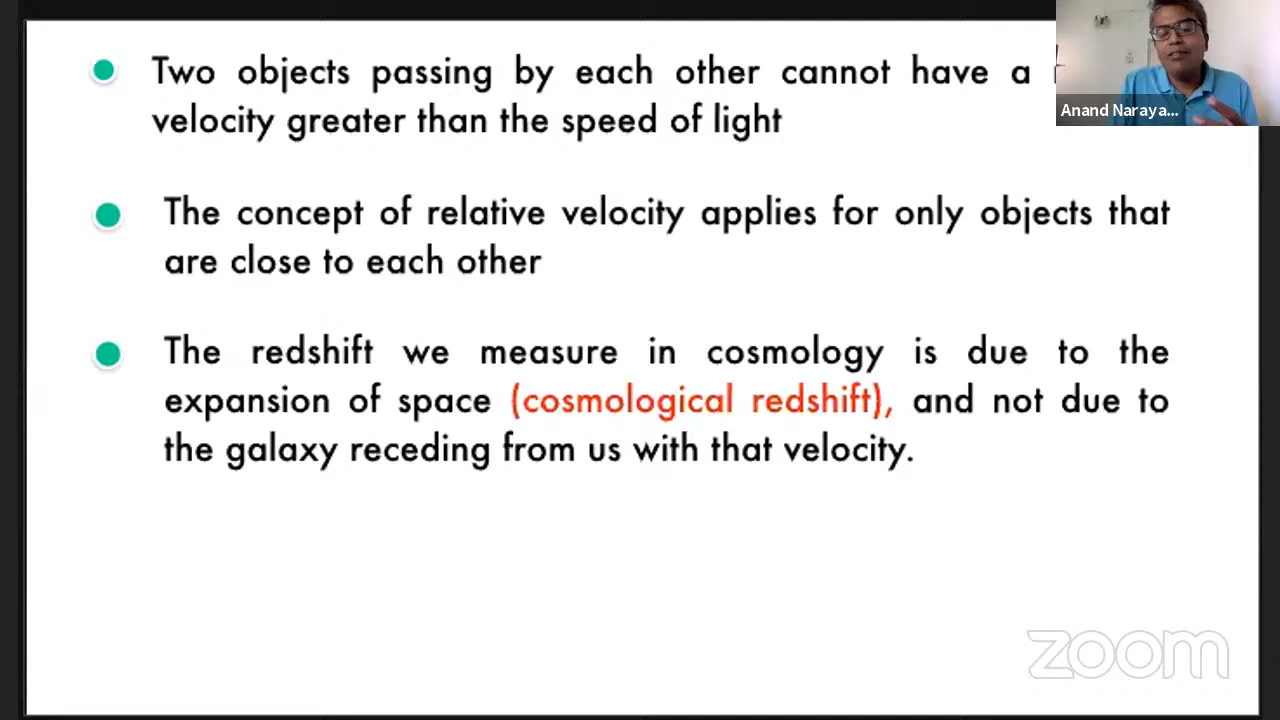 Two objects passing by each other cannot have a
velocity greater than the speed of light
The concept of relative velocity applies for only objects that
are close to each other
The redshift we measure in cosmology is due to the
expansion of space (cosmological redshift), and not due to
the galaxy receding from us with that velocity.
Anand Naraya...
zoom